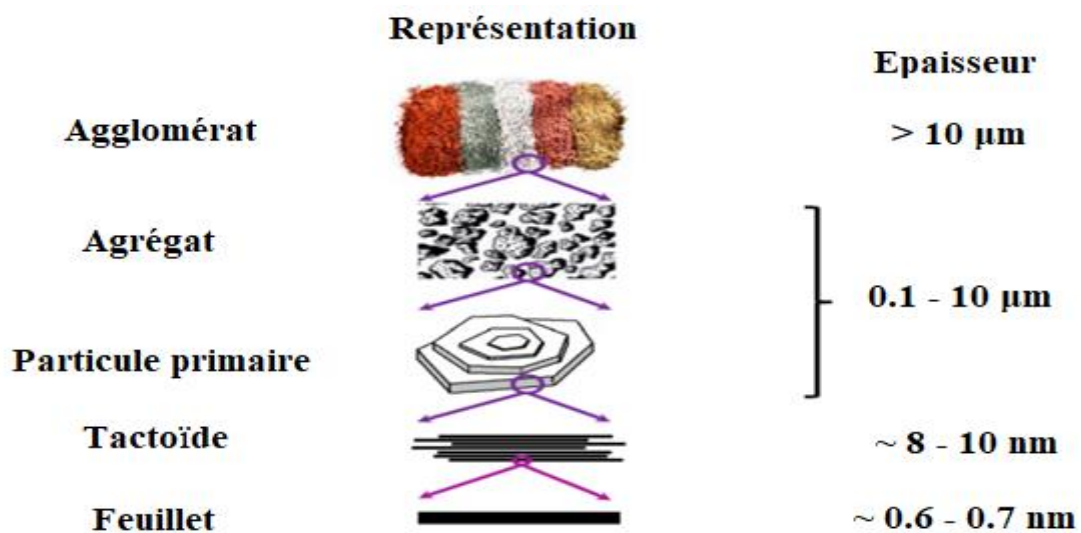 Représentation
Epaisseur
Agglomérat
> 10 μm
Agrégat
0.1 - 10 μm
Particule primaire
Tactoïde
~ 8 - 10 nm
Feuillet
~ 0.6 - 0.7 nm